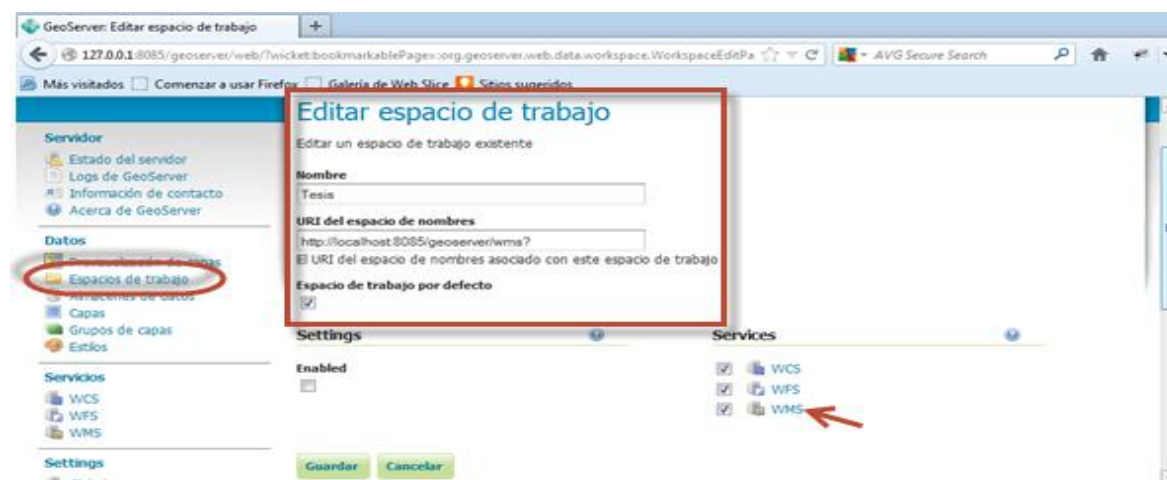 GeoServer: Editar espacio de trabajo
127.0.0.1:8085/geoserver/web/?wicket:bookmarkablePage=:org.geoserver.web.data.workspace.WorkspaceEditPa
AVG Secure Search
Más visitados Comenzar a usar Firefox Galería de Web Slice Sitios sugeridos
Editar espacio de trabajo
Editar un espacio de trabajo existente
Nombre
Tesis
URI del espacio de nombres
http://localhost:8085/geoserver/wms?
El URI del espacio de nombres asociado con este espacio de trabajo
Espacio de trabajo por defecto
Servidor
Estado del servidor
Logs de GeoServer
Información de contacto
Acerca de GeoServer
Datos
de capas
Espacios de trabajo
Almacenes de datos
Capas
Grupos de capas
Estilos
Servicios
WCS
WFS
WMS
Settings
Settings
Enabled
Services
WCS
WFS
WMS
Guardar Cancelar